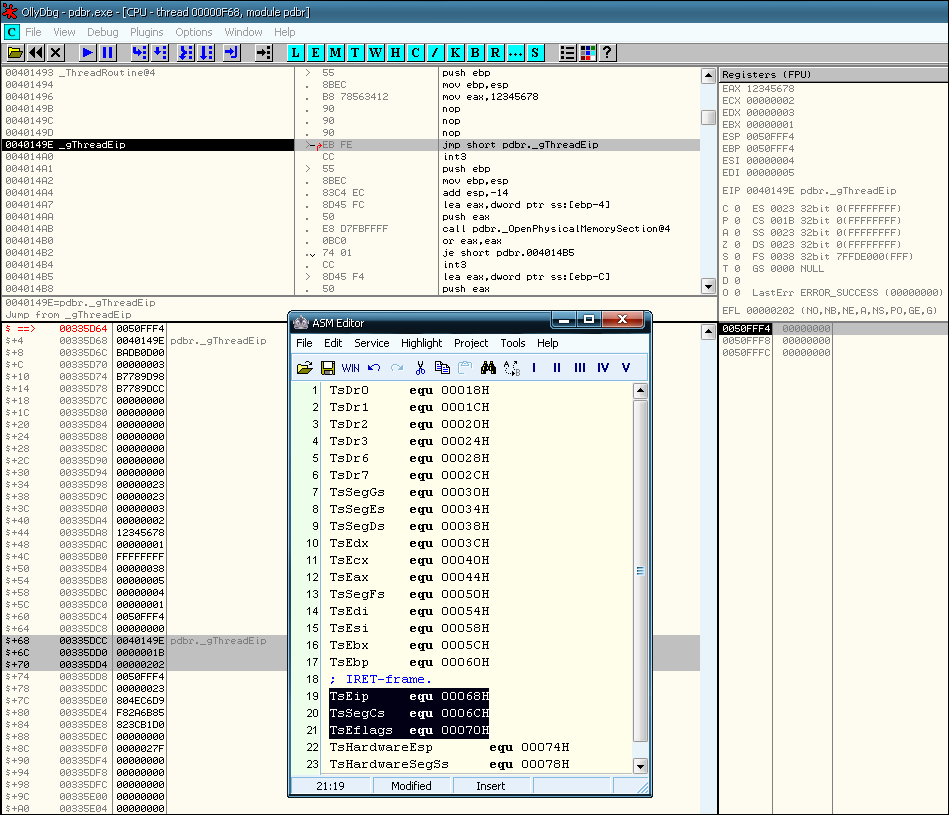 OllyDbg - pdbr.exe - [CPU - thread 00000F68, module pdbr]
C File View Debug Plugins Options Window Help
L E M T W H C / K B R ... S ?
00401493 _ThreadRoutine@4 > 55 push ebp
00401494 . 8BEC mov ebp,esp
00401496 . B8 78563412 mov eax,12345678
0040149B . 90 nop
0040149C . 90 nop
0040149D . 90 nop
0040149E _gThreadEip > EB FE jmp short pdbr._gThreadEip
004014A0 CC int3
004014A1 > 55 push ebp
004014A2 . 8BEC mov ebp,esp
004014A4 . 83C4 EC add esp,-14
004014A7 . 8D45 FC lea eax,dword ptr ss:[ebp-4]
004014AA . 50 push eax
004014AB . E8 D7FBFFFF call pdbr._OpenPhysicalMemorySection@4
004014B0 . 0BC0 or eax,eax
004014B2 . 74 01 je short pdbr.004014B5
004014B4 . CC int3
004014B5 > 8D45 F4 lea eax,dword ptr ss:[ebp-C]
004014B8 . 50 push eax
Registers (FPU)
EAX 12345678
ECX 00000002
EDX 00000003
EBX 00000001
ESP 0050FFF4
EBP 0050FFF4
ESI 00000004
EDI 00000005
EIP 0040149E pdbr._gThreadEip
C 0 ES 0023 32bit 0(FFFFFFFF)
P 0 CS 001B 32bit 0(FFFFFFFF)
A 0 SS 0023 32bit 0(FFFFFFFF)
Z 0 DS 0023 32bit 0(FFFFFFFF)
S 0 FS 0038 32bit 7FFDE000(FFF)
T 0 GS 0000 NULL
D 0
O 0 LastErr ERROR_SUCCESS (00000000)
EFL 00000202 (NO,NB,NE,A,NS,PO,GE,G)
0040149E=pdbr._gThreadEip
Jump from _gThreadEip
$ ==> 00335D64 0050FFF4
$+4 00335D68 0040149E pdbr._gThreadEip
$+8 00335D6C BADB0D00
$+C 00335D70 00000003
$+10 00335D74 B7789D98
$+14 00335D78 B7789DCC
$+18 00335D7C 00000000
$+1C 00335D80 00000000
$+20 00335D84 00000000
$+24 00335D88 00000000
$+28 00335D8C 00000000
$+2C 00335D90 00000000
$+30 00335D94 00000000
$+34 00335D98 00000023
$+38 00335D9C 00000023
$+3C 00335DA0 00000003
$+40 00335DA4 00000002
$+44 00335DA8 12345678
$+48 00335DAC 00000001
$+4C 00335DB0 FFFFFFFF
$+50 00335DB4 00000038
$+54 00335DB8 00000005
$+58 00335DBC 00000004
$+5C 00335DC0 00000001
$+60 00335DC4 0050FFF4
$+64 00335DC8 00000000
$+68 00335DCC 0040149E pdbr._gThreadEip
$+6C 00335DD0 0000001B
$+70 00335DD4 00000202
$+74 00335DD8 0050FFF4
$+78 00335DDC 00000023
$+7C 00335DE0 804EC6D9
$+80 00335DE4 F82A6B85
$+84 00335DE8 823CB1D0
$+88 00335DEC 00000000
$+8C 00335DF0 0000027F
$+90 00335DF4 00000000
$+94 00335DF8 00000000
$+98 00335DFC 00000000
$+9C 00335E00 00000000
$+A0 00335E04 00000000
0050FFF4 00000000
0050FFF8 00000000
0050FFFC 00000000
ASM Editor
File Edit Service Highlight Project Tools Help
WIN I II III IV V
1 TsDr0 equ 00018H
2 TsDr1 equ 0001CH
3 TsDr2 equ 00020H
4 TsDr3 equ 00024H
5 TsDr6 equ 00028H
6 TsDr7 equ 0002CH
7 TsSegGs equ 00030H
8 TsSegEs equ 00034H
9 TsSegDs equ 00038H
10 TsEdx equ 0003CH
11 TsEcx equ 00040H
12 TsEax equ 00044H
13 TsSegFs equ 00050H
14 TsEdi equ 00054H
15 TsEsi equ 00058H
16 TsEbx equ 0005CH
17 TsEbp equ 00060H
18 ; IRET-frame.
19 TsEip equ 00068H
20 TsSegCs equ 0006CH
21 TsEflags equ 00070H
22 TsHardwareEsp equ 00074H
23 TsHardwareSegSs equ 00078H
21:19 Modified Insert